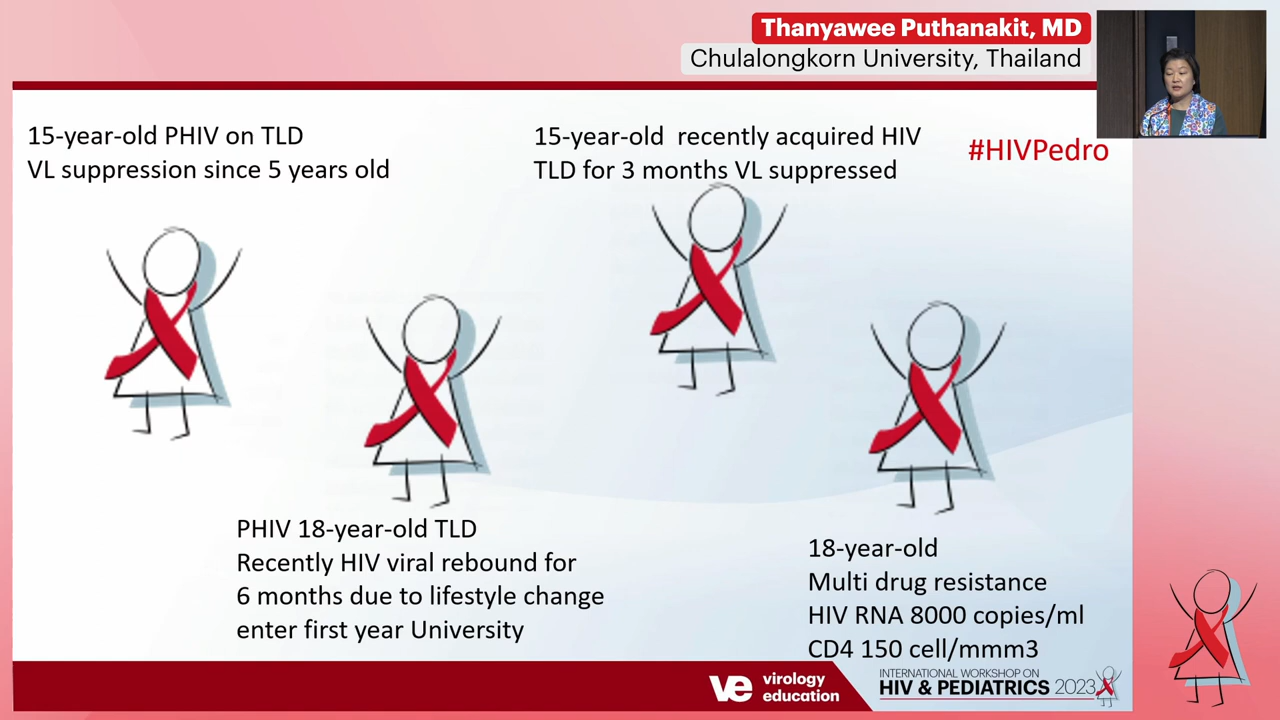 Thanyawee Puthanakit, MD
Chulalongkorn University, Thailand
15-year-old PHIV on TLD
VL suppression since 5 years old
15-year-old recently acquired HIV
TLD for 3 months VL suppressed
#HIVPedro
PHIV 18-year-old TLD
Recently HIV viral rebound for
6 months due to lifestyle change
enter first year University
18-year-old
Multi drug resistance
HIV RNA 8000 copies/ml
CD4 150 cell/mmm3
ve virology
education
INTERNATIONAL WORKSHOP ON
HIV & PEDIATRICS 2023